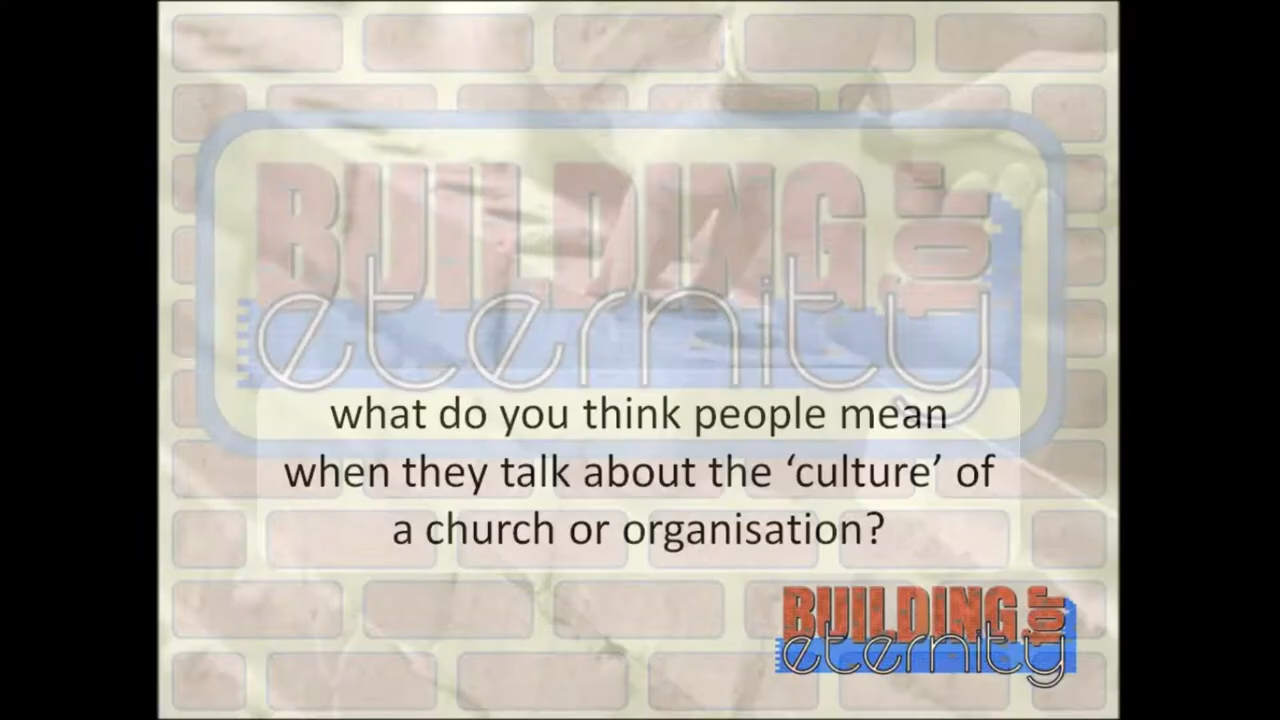 BUILDING for
eternity
what do you think people mean
when they talk about the ‘culture’ of
a church or organisation?
BUILDING for
eternity